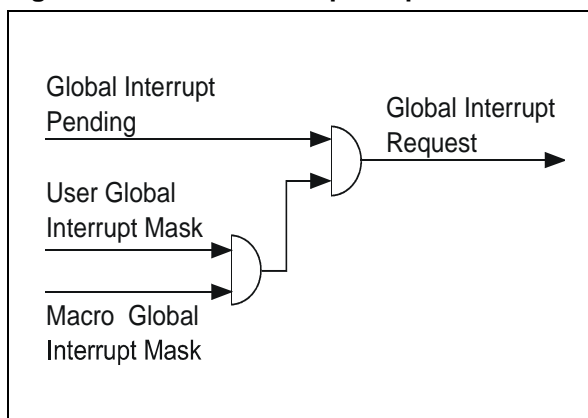 Global Interrupt
Pending
Global Interrupt
Request
User Global
Interrupt Mask
Macro Global
Interrupt Mask